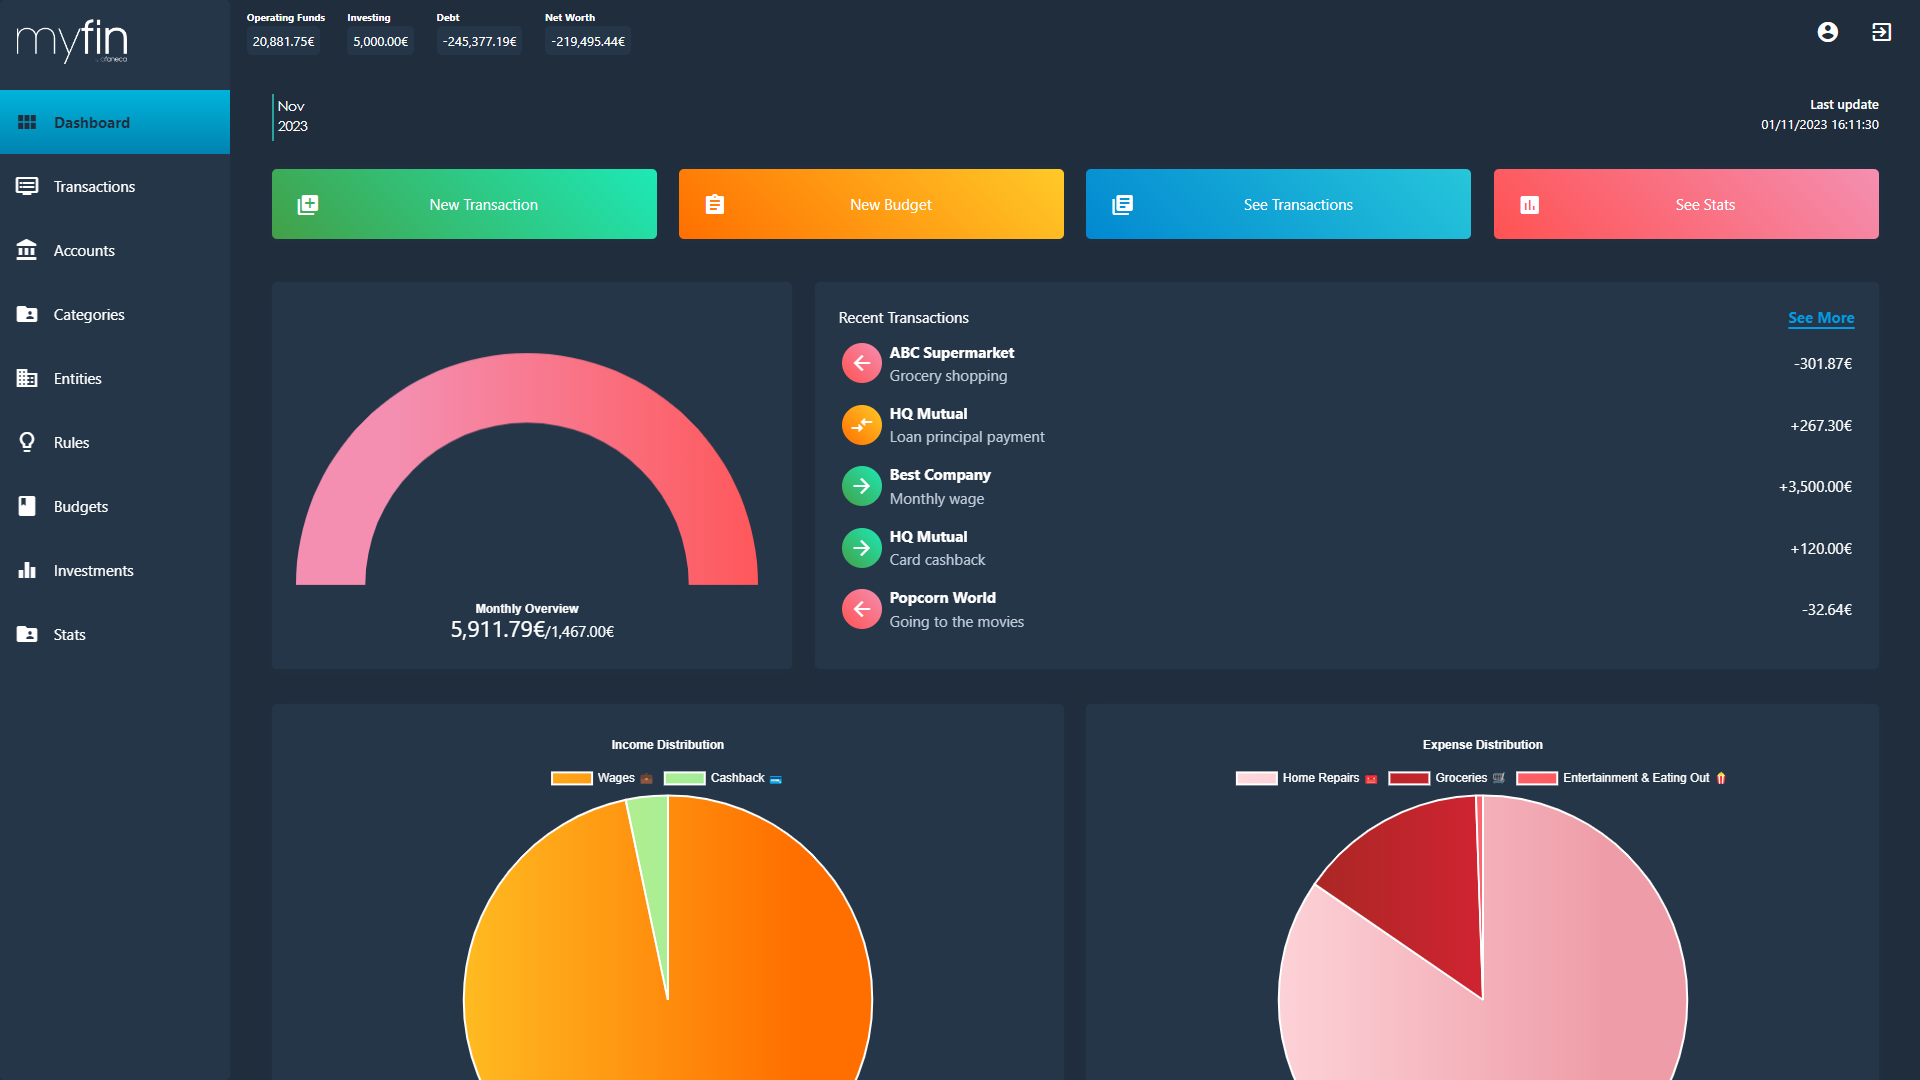 myfin
by afaneca
Operating Funds
20,881.75€
Investing
5,000.00€
Debt
-245,377.19€
Net Worth
-219,495.44€
Dashboard
Transactions
Accounts
Categories
Entities
Rules
Budgets
Investments
Stats
Nov
2023
Last update
01/11/2023 16:11:30
New Transaction
New Budget
See Transactions
See Stats
Monthly Overview
5,911.79€/1,467.00€
Recent Transactions
See More
ABC Supermarket
Grocery shopping
-301.87€
HQ Mutual
Loan principal payment
+267.30€
Best Company
Monthly wage
+3,500.00€
HQ Mutual
Card cashback
+120.00€
Popcorn World
Going to the movies
-32.64€
Income Distribution
Wages 💼 Cashback 💳
Expense Distribution
Home Repairs 🧰 Groceries 🛒 Entertainment & Eating Out 🍿